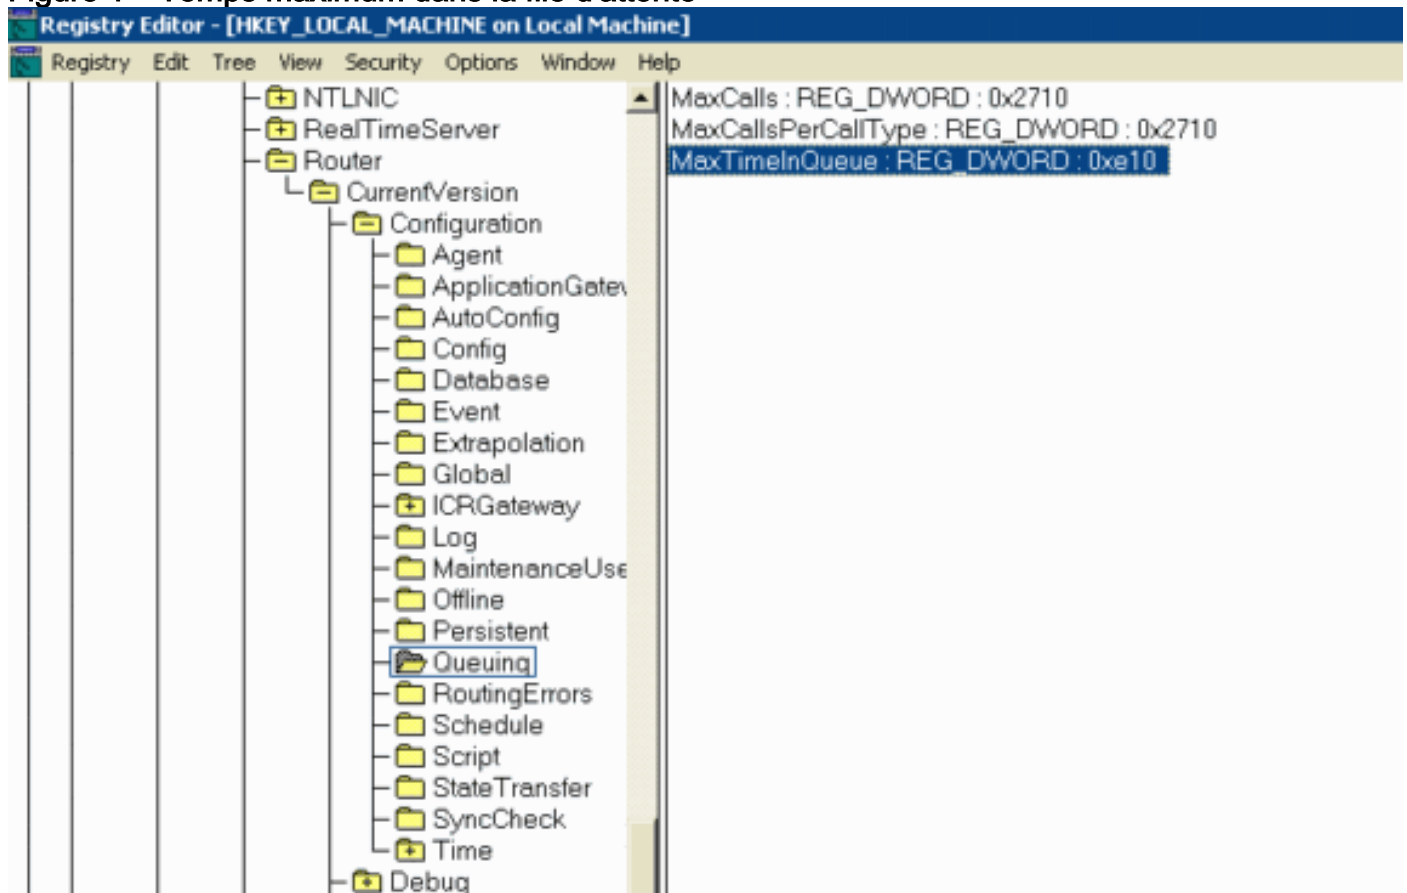 Registry Editor - [HKEY_LOCAL_MACHINE on Local Machine]
Registry Edit Tree View Security Options Window Help
NTLNIC
RealTimeServer
Router
CurrentVersion
Configuration
Agent
ApplicationGatew
AutoConfig
Config
Database
Event
Extrapolation
Global
ICRGateway
Log
MaintenanceUse
Offline
Persistent
Queuing
RoutingErrors
Schedule
Script
StateTransfer
SyncCheck
Time
Debug
MaxCalls : REG_DWORD : 0x2710
MaxCallsPerCallType : REG_DWORD : 0x2710
MaxTimeInQueue : REG_DWORD : 0xe10